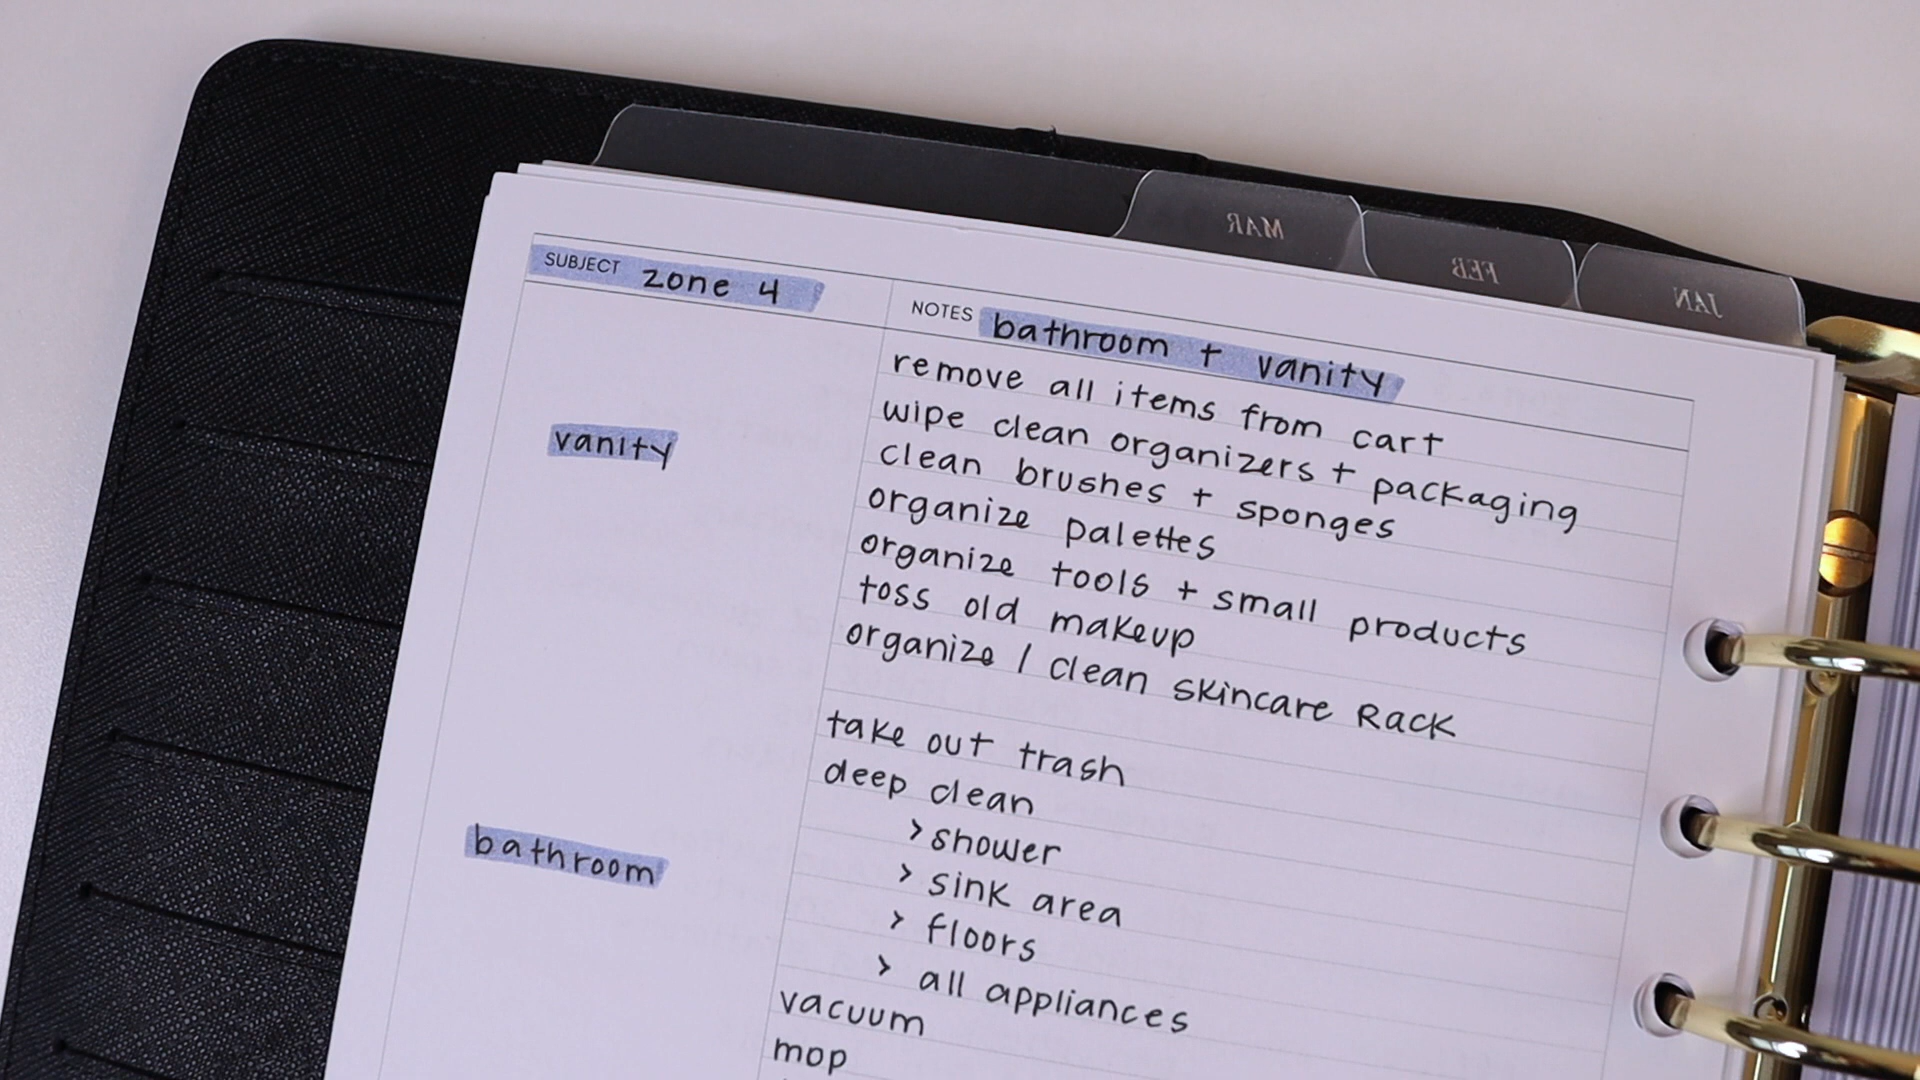 MAR
FEB
JAN
SUBJECT zone 4
NOTES bathroom + vanity
remove all items from cart
wipe clean organizers + packaging
vanity
clean brushes + sponges
organize palettes
organize tools + small products
toss old makeup
organize / clean skincare Rack
take out trash
deep clean
> shower
bathroom
> sink area
> floors
> all appliances
vacuum
mop